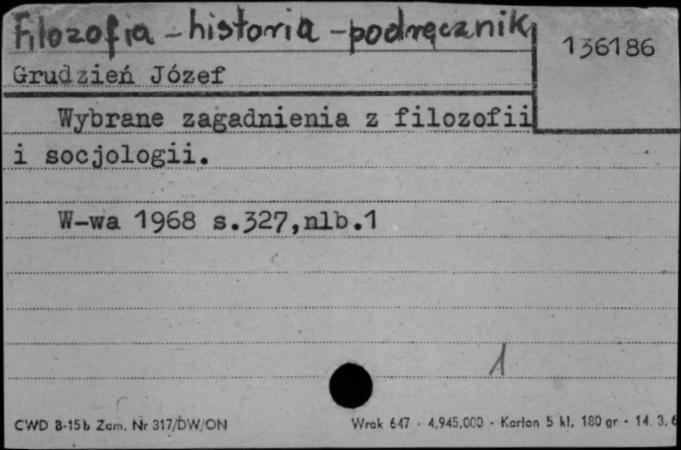 Filozofia - historia - podręcznik
136186
Grudzień Józef
Wybrane zagadnienia z filozofii
i socjologii.
W-wa 1968 s.327,nlb.1
1
CWD B-15b Zam. Nr 317/DW/ON
Wrak 647 - 4.945.000 - Karton 5 kl. 180 gr - 14. 3. 6